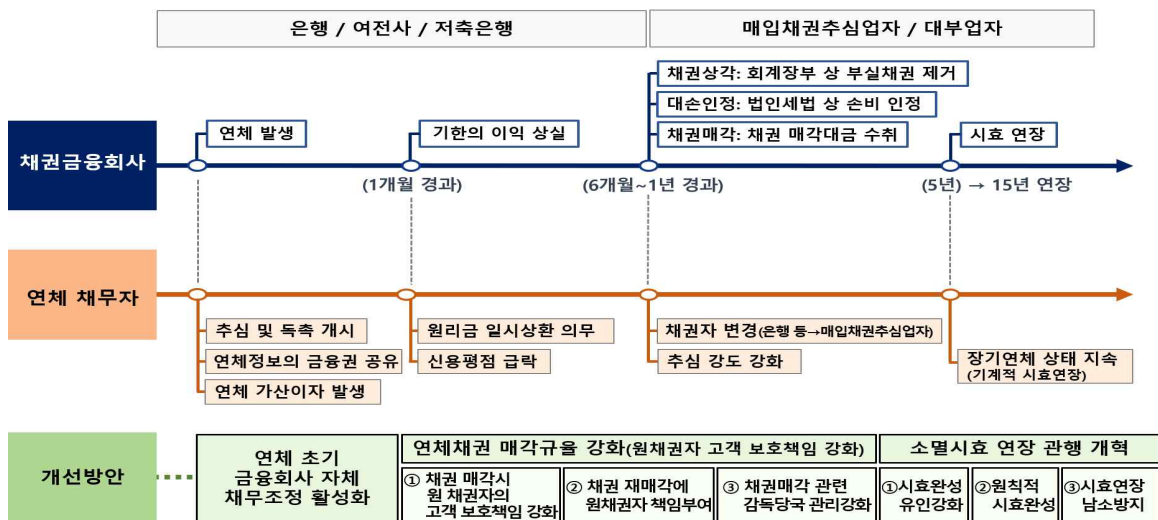 은행 / 여전사 / 저축은행
매입채권추심업자 / 대부업자
채권상각: 회계장부 상 부실채권 제거
대손인정: 법인세법 상 손비 인정
채권매각: 채권 매각대금 수취
연체 발생
기한의 이익 상실
시효 연장
채권금융회사
(1개월 경과)
(6개월~1년 경과)
(5년) → 15년 연장
연체 채무자
추심 및 독촉 개시
연체정보의 금융권 공유
연체 가산이자 발생
원리금 일시상환 의무
신용평점 급락
채권자 변경(은행 등→매입채권추심업자)
추심 강도 강화
장기연체 상태 지속
(기계적 시효연장)
개선방안
연체 초기
금융회사 자체
채무조정 활성화
연체채권 매각규율 강화(원채권자 고객 보호책임 강화)
① 채권 매각시
원 채권자의
고객 보호책임 강화
② 채권 재매각에
원채권자 책임부여
③ 채권매각 관련
감독당국 관리강화
소멸시효 연장 관행 개혁
①시효완성
유인강화
②원칙적
시효완성
③시효연장
남소방지